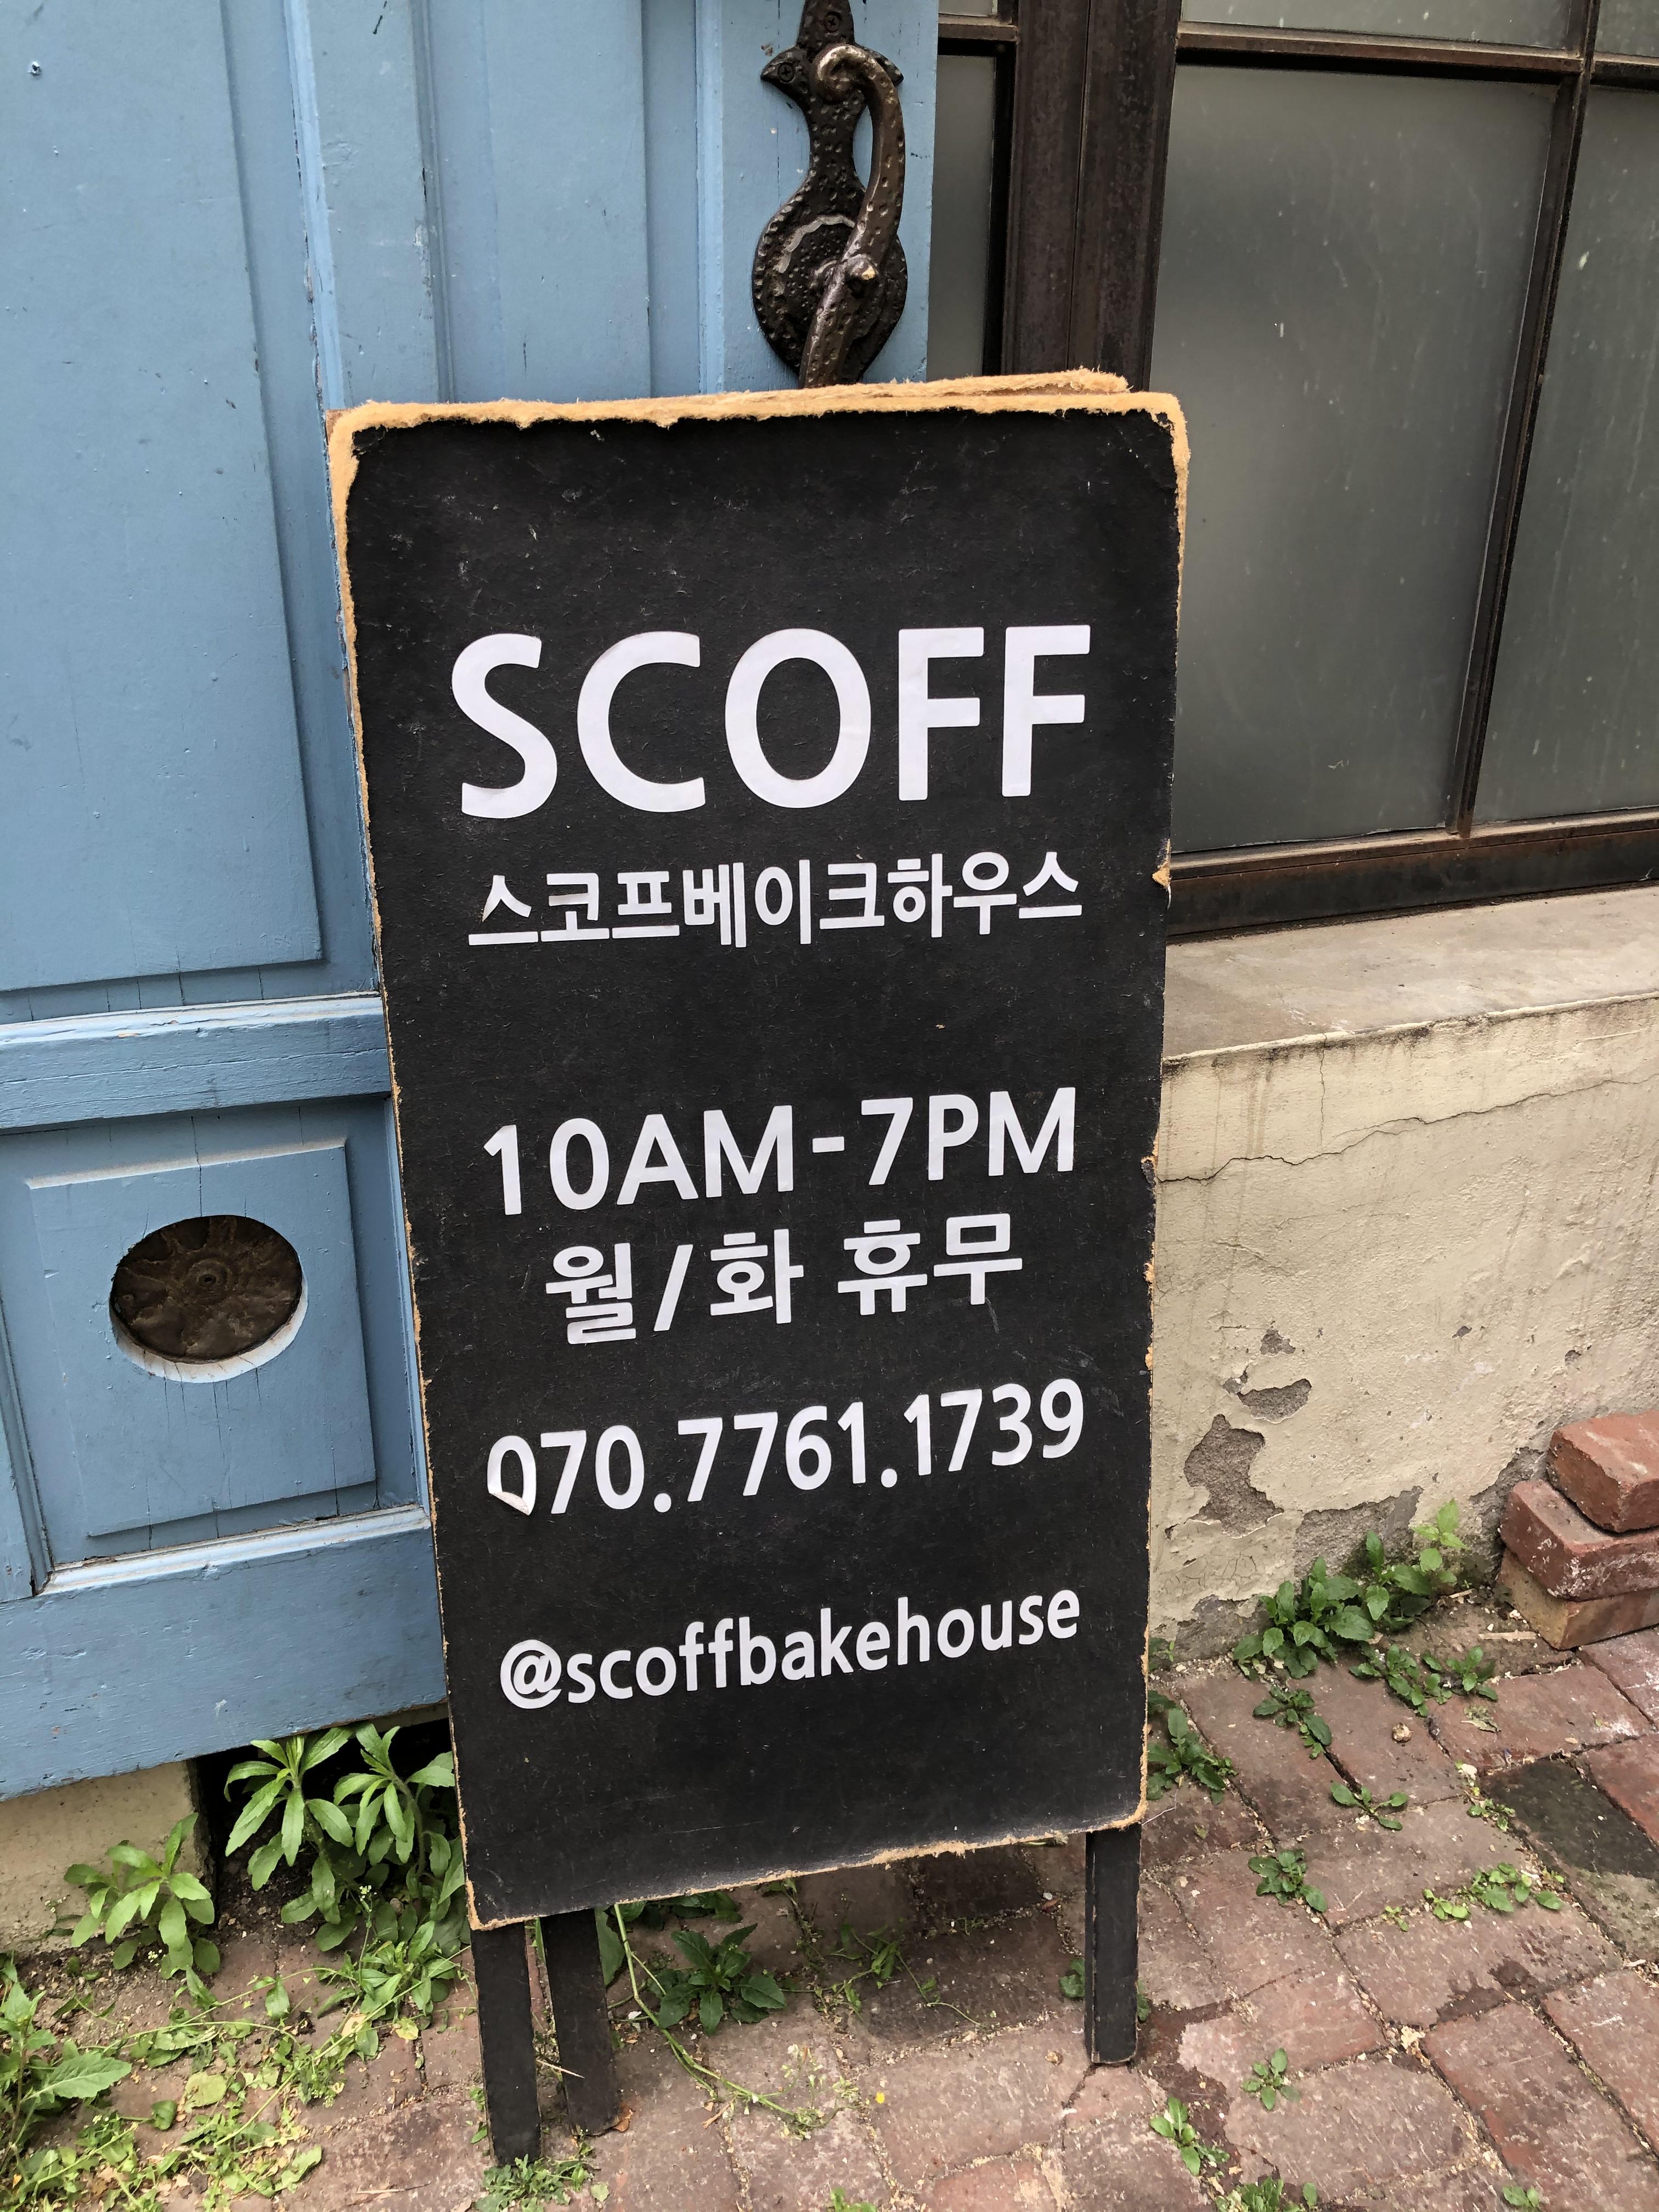 SCOFF
스코프베이크하우스
10AM-7PM
월/화 휴무
070.7761.1739
@scoffbakehouse